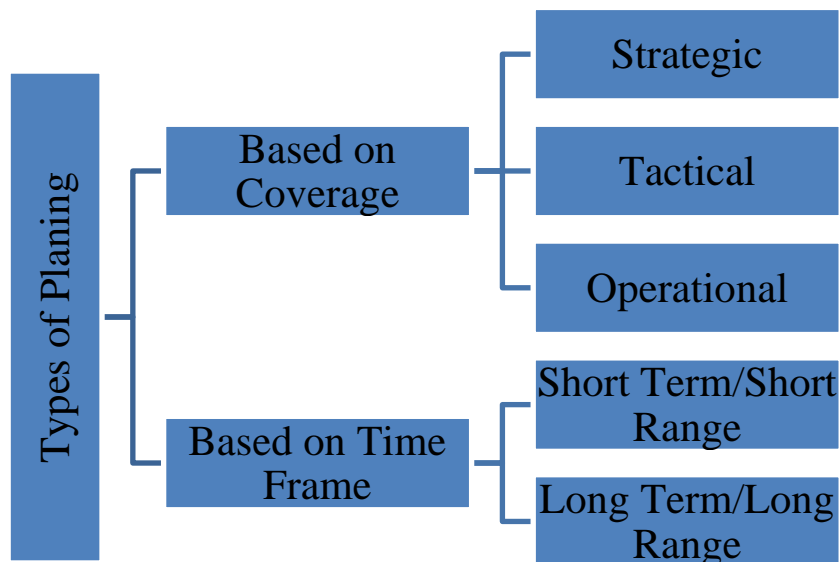 Types of Planing
Based on
Coverage
Strategic
Tactical
Operational
Based on Time
Frame
Short Term/Short
Range
Long Term/Long
Range